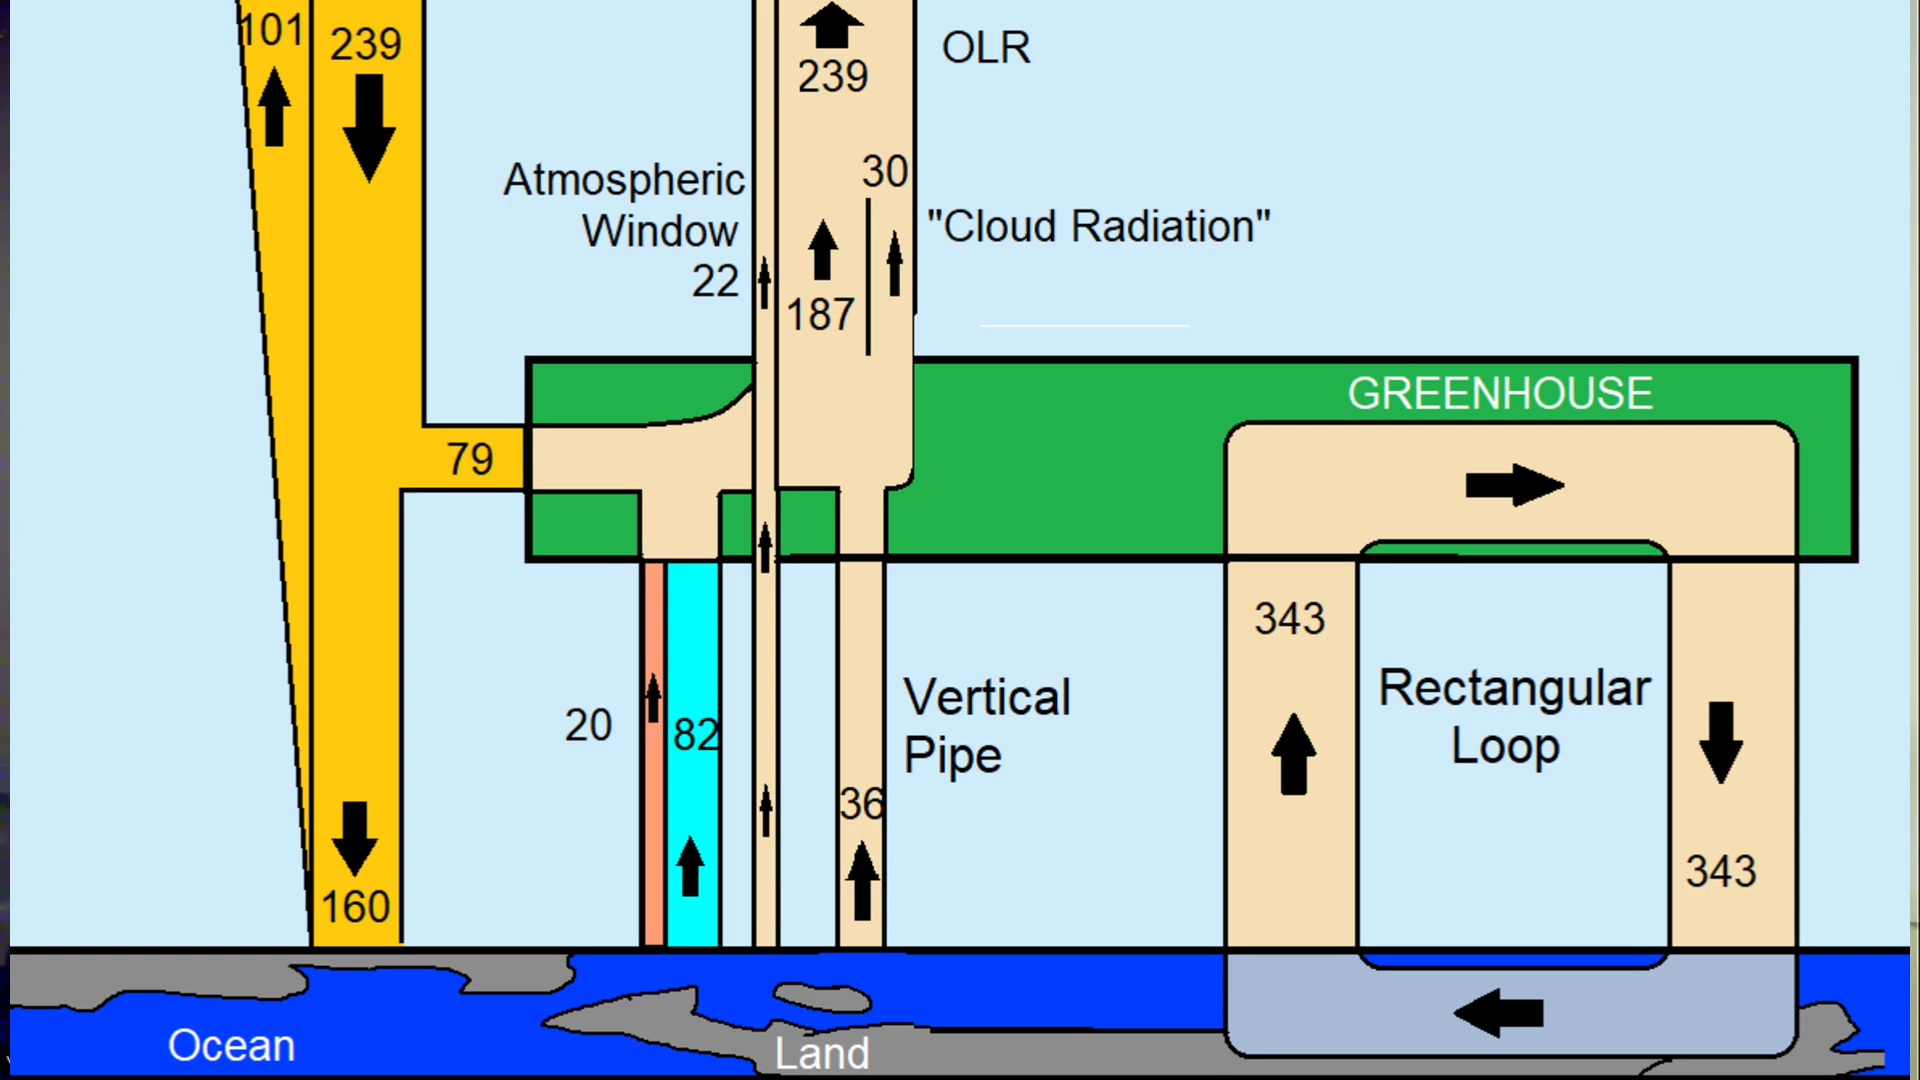 101
239
239
OLR
30
Atmospheric
Window
22
"Cloud Radiation"
187
GREENHOUSE
79
343
Vertical
Pipe
Rectangular
Loop
20
82
36
343
160
Ocean
Land